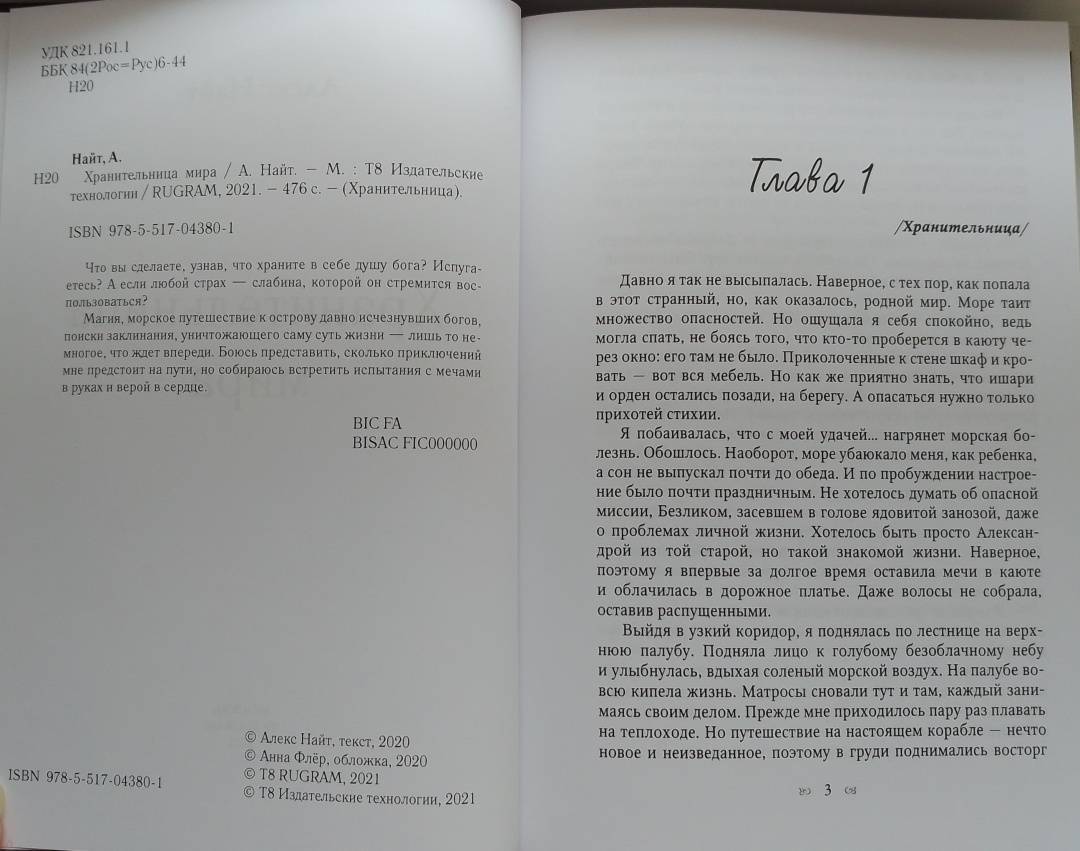 УДК 821.161.1
ББК 84(2Рос=Рус)6-44
Н20
Найт, А.
Н20 Хранительница мира / А. Найт. — М. : Т8 Издательские
технологии / RUGRAM, 2021. — 476 с. — (Хранительница).
ISBN 978-5-517-04380-1
Что вы сделаете, узнав, что храните в себе душу бога? Испуга-
етесь? А если любой страх — слабина, которой он стремится вос-
пользоваться?
Магия, морское путешествие к острову давно исчезнувших богов,
поиски заклинания, уничтожающего саму суть жизни — лишь то не-
многое, что ждет впереди. Боюсь представить, сколько приключений
мне предстоит на пути, но собираюсь встретить испытания с мечами
в руках и верой в сердце.
BIC FA
BISAC FIC000000
© Алекс Найт, текст, 2020
© Анна Флёр, обложка, 2020
© Т8 RUGRAM, 2021
ISBN 978-5-517-04380-1
© Т8 Издательские технологии, 2021
Глава 1
/Хранительница/
Давно я так не высыпалась. Наверное, с тех пор, как попала
в этот странный, но, как оказалось, родной мир. Море таит
множество опасностей. Но ощущала я себя спокойно, ведь
могла спать, не боясь того, что кто-то проберется в каюту че-
рез окно: его там не было. Приколоченные к стене шкаф и кро-
вать — вот вся мебель. Но как же приятно знать, что ишари
и орден остались позади, на берегу. А опасаться нужно только
прихотей стихии.
Я побаивалась, что с моей удачей... нагрянет морская бо-
лезнь. Обошлось. Наоборот, море убаюкало меня, как ребенка,
а сон не выпускал почти до обеда. И по пробуждении настрое-
ние было почти праздничным. Не хотелось думать об опасной
миссии, Безликом, засевшем в голове ядовитой занозой, даже
о проблемах личной жизни. Хотелось быть просто Алексан-
дрой из той старой, но такой знакомой жизни. Наверное,
поэтому я впервые за долгое время оставила мечи в каюте
и облачилась в дорожное платье. Даже волосы не собрала,
оставив распущенными.
Выйдя в узкий коридор, я поднялась по лестнице на верх-
нюю палубу. Подняла лицо к голубому безоблачному небу
и улыбнулась, вдыхая соленый морской воздух. На палубе во-
всю кипела жизнь. Матросы сновали тут и там, каждый зани-
маясь своим делом. Прежде мне приходилось пару раз плавать
на теплоходе. Но путешествие на настоящем корабле — нечто
новое и неизведанное, поэтому в груди поднимались восторг
3